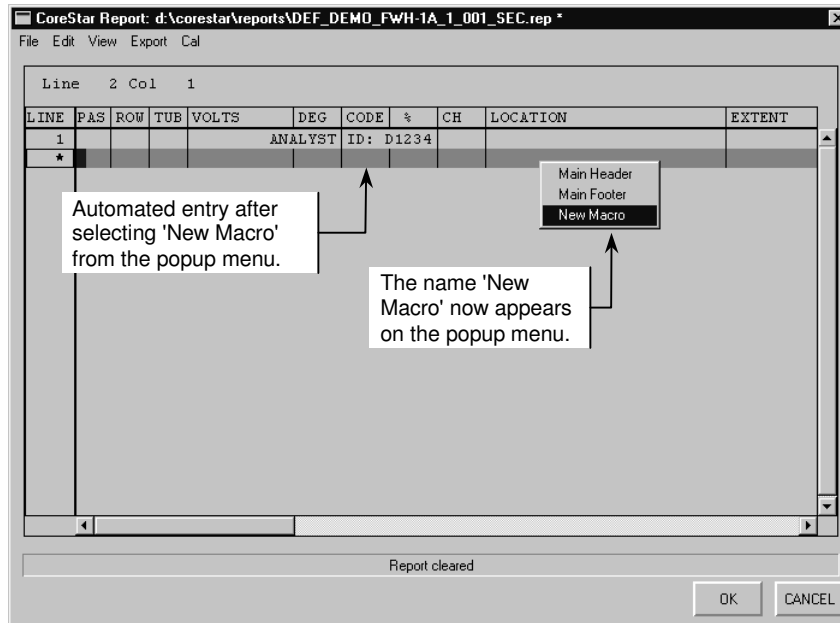 CoreStar Report: d:\corestar\reports\DEF_DEMO_FWH-1A_1_001_SEC.rep *
File Edit View Export Cal
Line 2 Col 1
LINE PAS ROW TUB VOLTS DEG CODE % CH LOCATION EXTENT
1 ANALYST ID: D1234
*
Main Header
Main Footer
New Macro
Automated entry after
selecting 'New Macro'
from the popup menu.
The name 'New
Macro' now appears
on the popup menu.
Report cleared
OK CANCEL